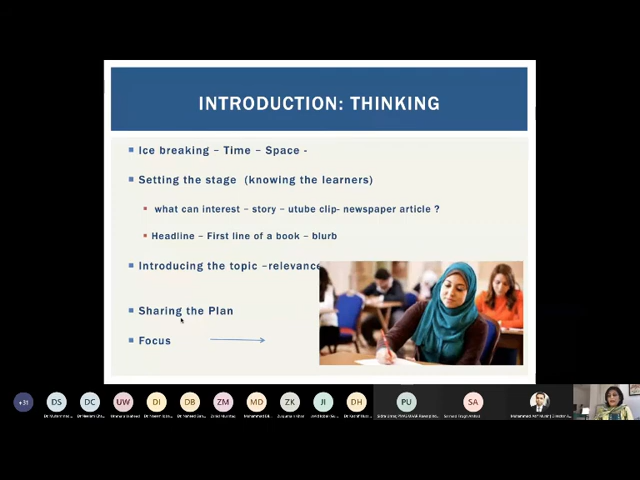 INTRODUCTION: THINKING
Ice breaking – Time – Space -
Setting the stage (knowing the learners)
what can interest – story – utube clip- newspaper article ?
Headline – First line of a book – blurb
Introducing the topic –relevance
Sharing the Plan
Focus
+31 DS DC UW DI DB ZM MD ZK JI DH PU SA